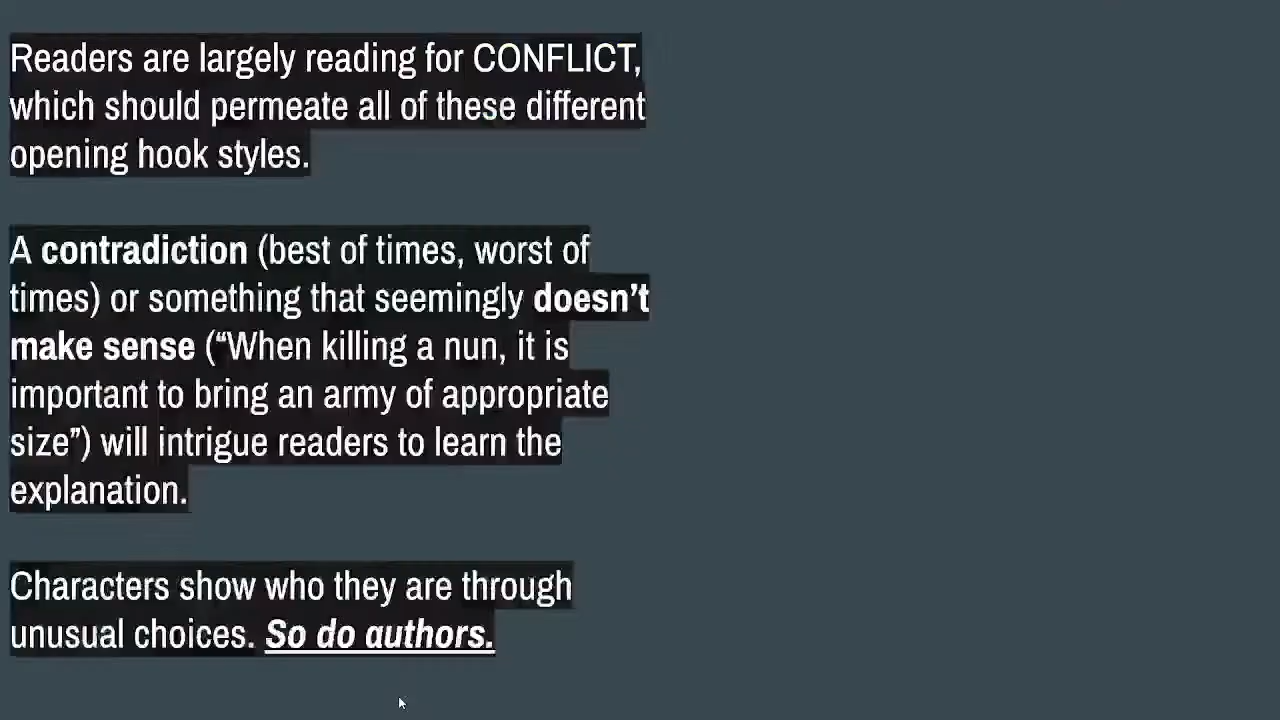 Readers are largely reading for CONFLICT,
which should permeate all of these different
opening hook styles.
A contradiction (best of times, worst of
times) or something that seemingly doesn’t
make sense (“When killing a nun, it is
important to bring an army of appropriate
size”) will intrigue readers to learn the
explanation.
Characters show who they are through
unusual choices. So do authors.